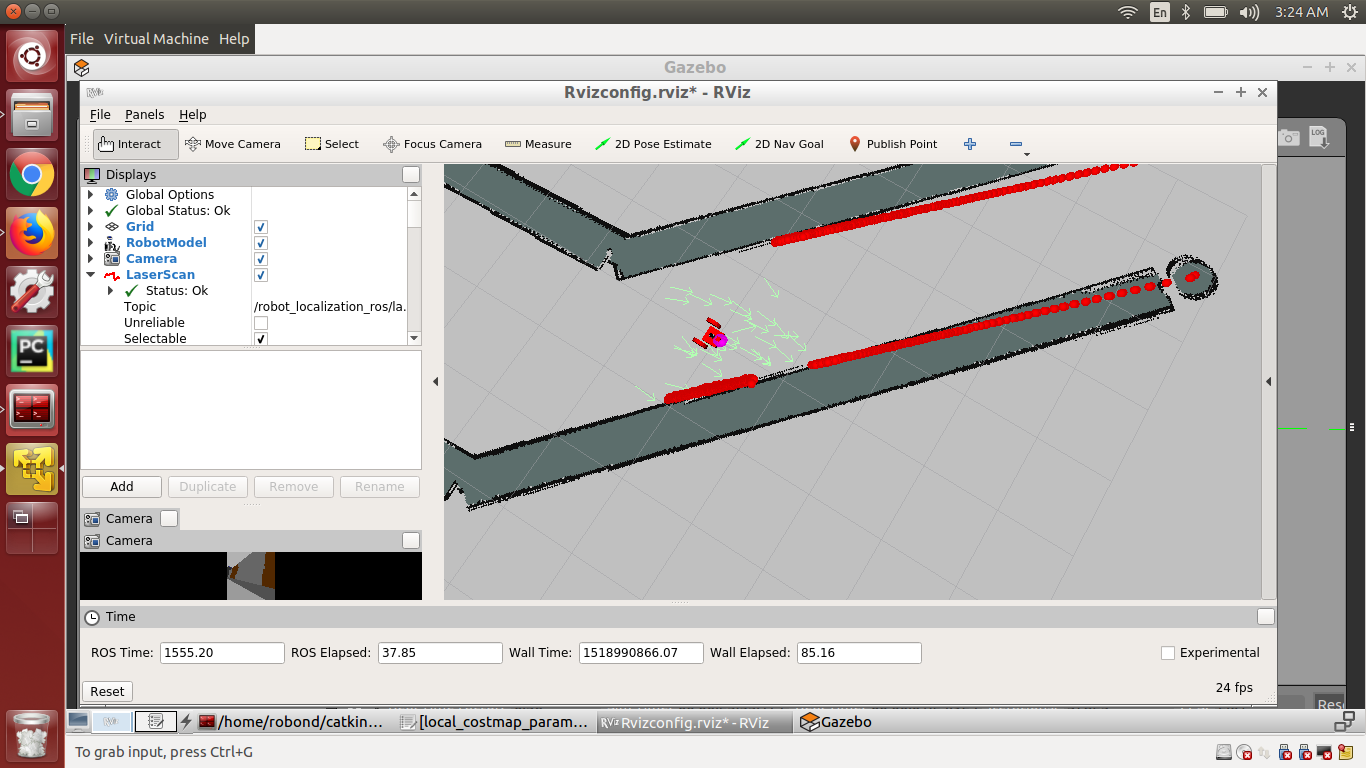 En
3:24 AM
File Virtual Machine Help
Gazebo
RViz Rvizconfig.rviz* - RViz
File Panels Help
Interact Move Camera Select Focus Camera Measure 2D Pose Estimate 2D Nav Goal Publish Point
LOG
Displays
Global Options
Global Status: Ok
Grid
RobotModel
Camera
LaserScan
Status: Ok
Topic /robot_localization_ros/la.
Unreliable
Selectable
PC
Add Duplicate Remove Rename
Camera
Camera
Time
ROS Time: 1555.20 ROS Elapsed: 37.85 Wall Time: 1518990866.07 Wall Elapsed: 85.16 Experimental
Reset 24 fps
/home/robond/catkin... [local_costmap_param... RViz Rvizconfig.rviz* - RViz Gazebo
To grab input, press Ctrl+G